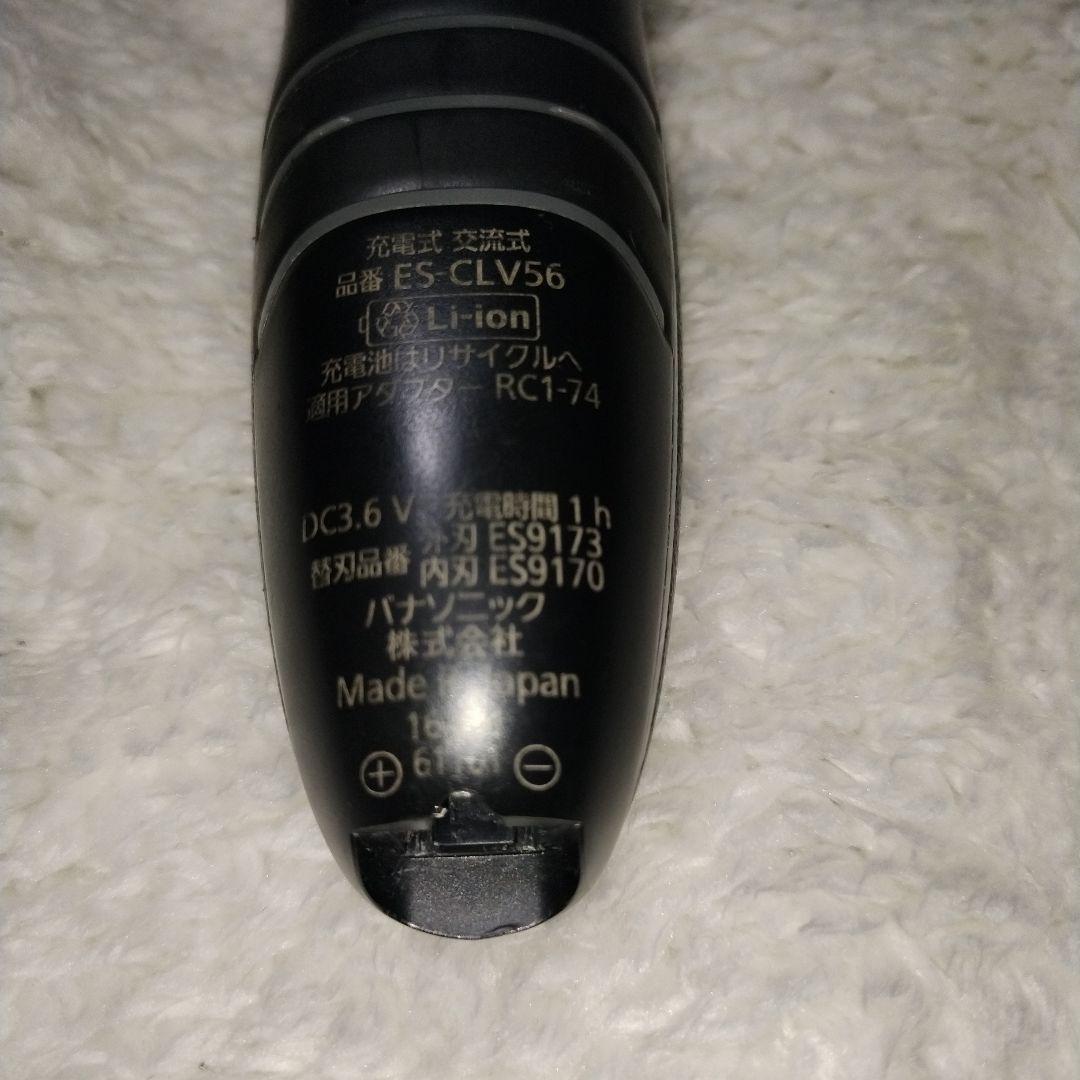 充電式 交流式
品番 ES-CLV56
Li-ion
充電池はリサイクルへ
適用アダプター RC1-74
DC3.6 V 充電時間 1 h
替刃品番 外刃 ES9173
内刃 ES9170
パナソニック
株式会社
Made in Japan
+ −